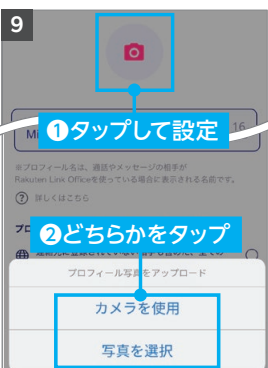 9
❶タップして設定
Mi
16
※プロフィール名は、通話やメッセージの相手が
Rakuten Link Officeを使っている場合に表示される名前です。
? 詳しくはこちら
プロ
❷どちらかをタップ
プロフィール写真をアップロード
カメラを使用
写真を選択